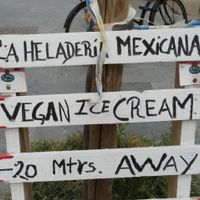 LA HELADERIA MEXICANA
VEGAN ICE CREAM
-20 Mtrs. AWAY